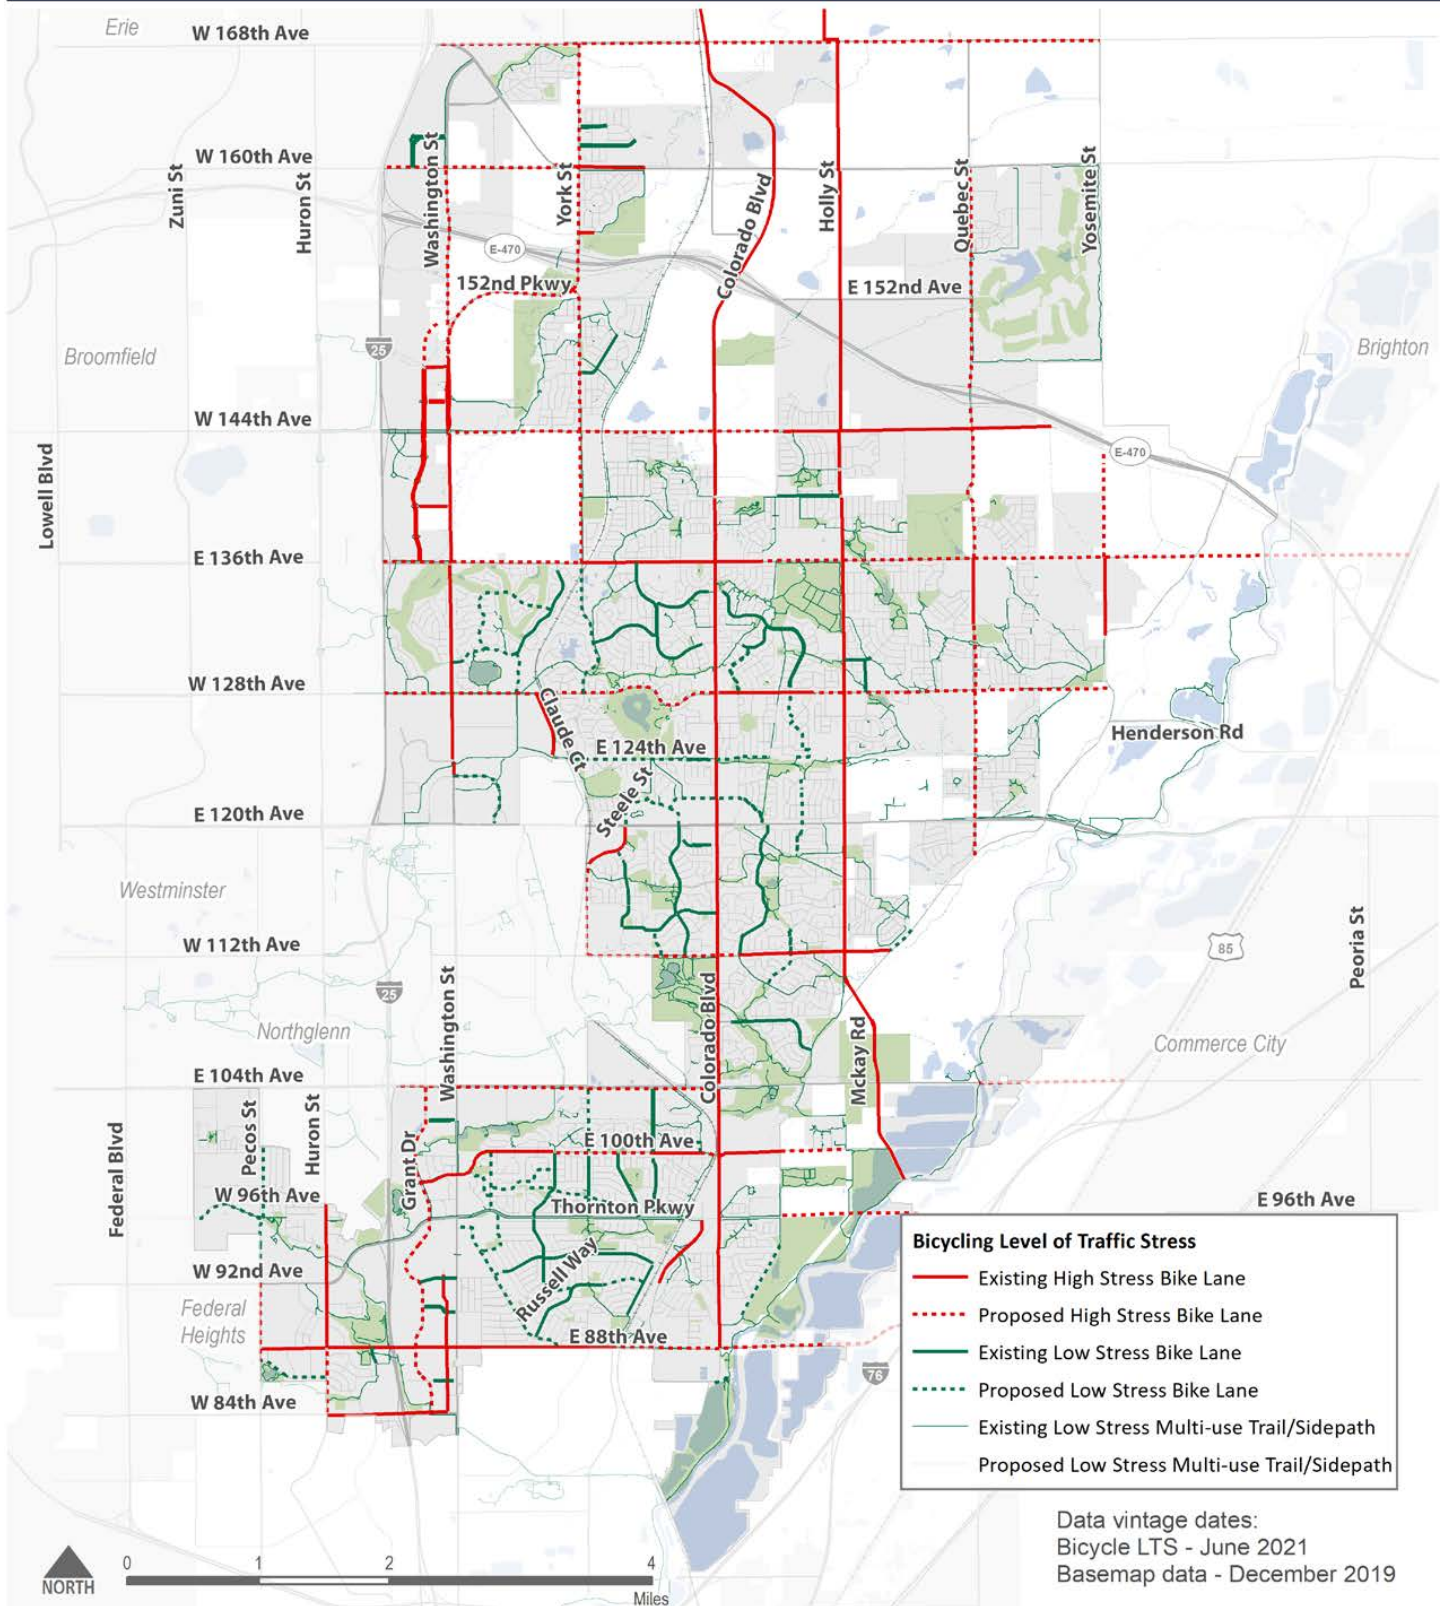 Erie
W 168th Ave
W 160th Ave
Zuni St
Huron St
Washington St
York St
Colorado Blvd
Holly St
Quebec St
Yosemite St
E-470
152nd Pkwy
E 152nd Ave
25
Broomfield
Brighton
W 144th Ave
E-470
Lowell Blvd
E 136th Ave
W 128th Ave
Claude Ct
Henderson Rd
E 124th Ave
Steele St
E 120th Ave
Westminster
W 112th Ave
85
Peoria St
25
Washington St
Colorado Blvd
Northglenn
Mckay Rd
Commerce City
E 104th Ave
Federal Blvd
Pecos St
Huron St
Grant Dr
E 100th Ave
W 96th Ave
Thornton Pkwy
E 96th Ave
W 92nd Ave
Russell Way
Federal
Heights
E 88th Ave
76
W 84th Ave
Bicycling Level of Traffic Stress
Existing High Stress Bike Lane
Proposed High Stress Bike Lane
Existing Low Stress Bike Lane
Proposed Low Stress Bike Lane
Existing Low Stress Multi-use Trail/Sidepath
Proposed Low Stress Multi-use Trail/Sidepath
Data vintage dates:
Bicycle LTS - June 2021
Basemap data - December 2019
NORTH
0 1 2 4
Miles